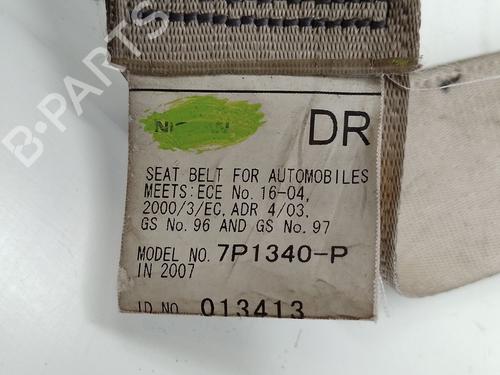 NISSAN
DR
SEAT BELT FOR AUTOMOBILES
MEETS:ECE No. 16-04,
2000/3/EC, ADR 4/03,
GS No. 96 AND GS No. 97
MODEL NO. 7P1340-P
IN 2007
ID NO. 013413
B-PARTS